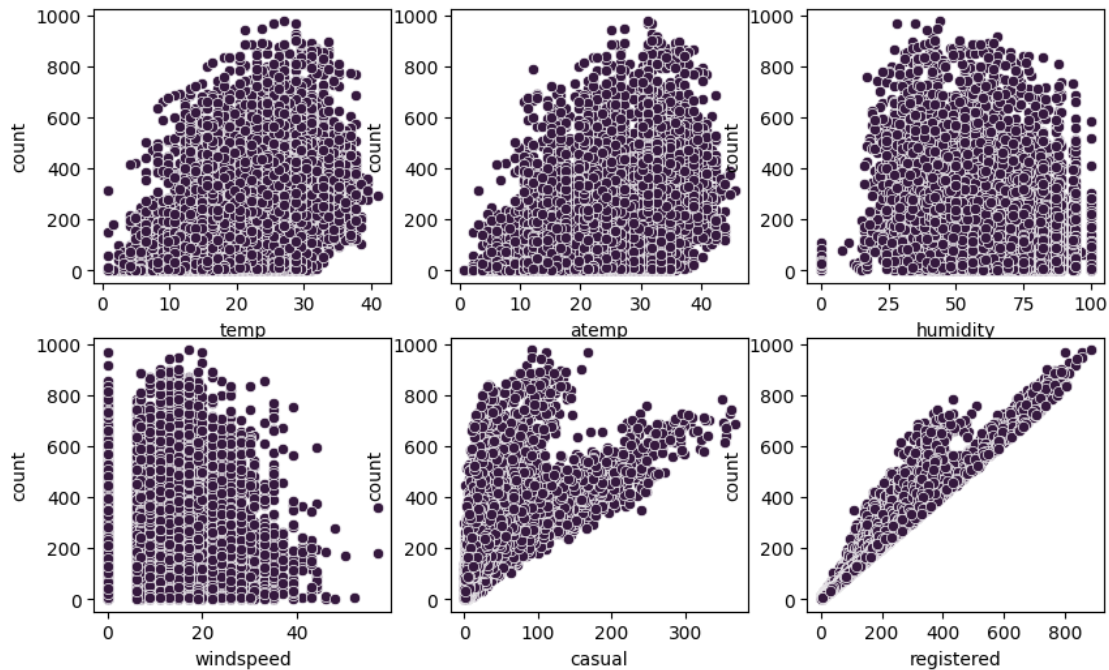 1000 1000 1000
800 800 800
600 600 600
count count count
400 400 400
200 200 200
0 0 0
0 10 20 30 40 0 10 20 30 40 0 25 50 75 100
temp atemp humidity
1000 1000 1000
800 800 800
600 600 600
count count count
400 400 400
200 200 200
0 0 0
0 20 40 0 100 200 300 0 200 400 600 800
windspeed casual registered